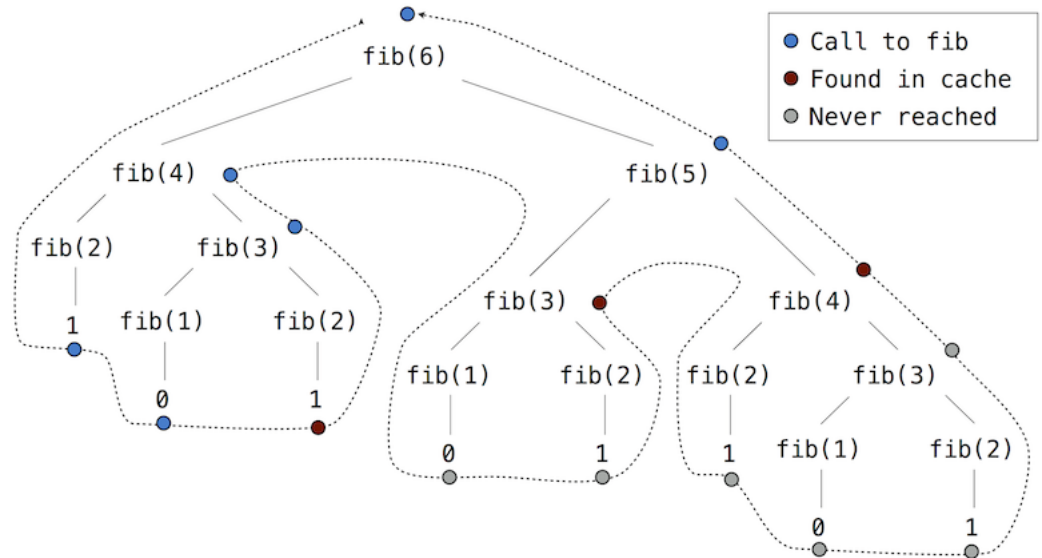 fib(6)
Call to fib
Found in cache
Never reached
fib(4)
fib(5)
fib(2)
fib(3)
fib(3)
fib(4)
1
fib(1)
fib(2)
fib(1)
fib(2)
fib(2)
fib(3)
0
1
0
1
1
fib(1)
fib(2)
0
1